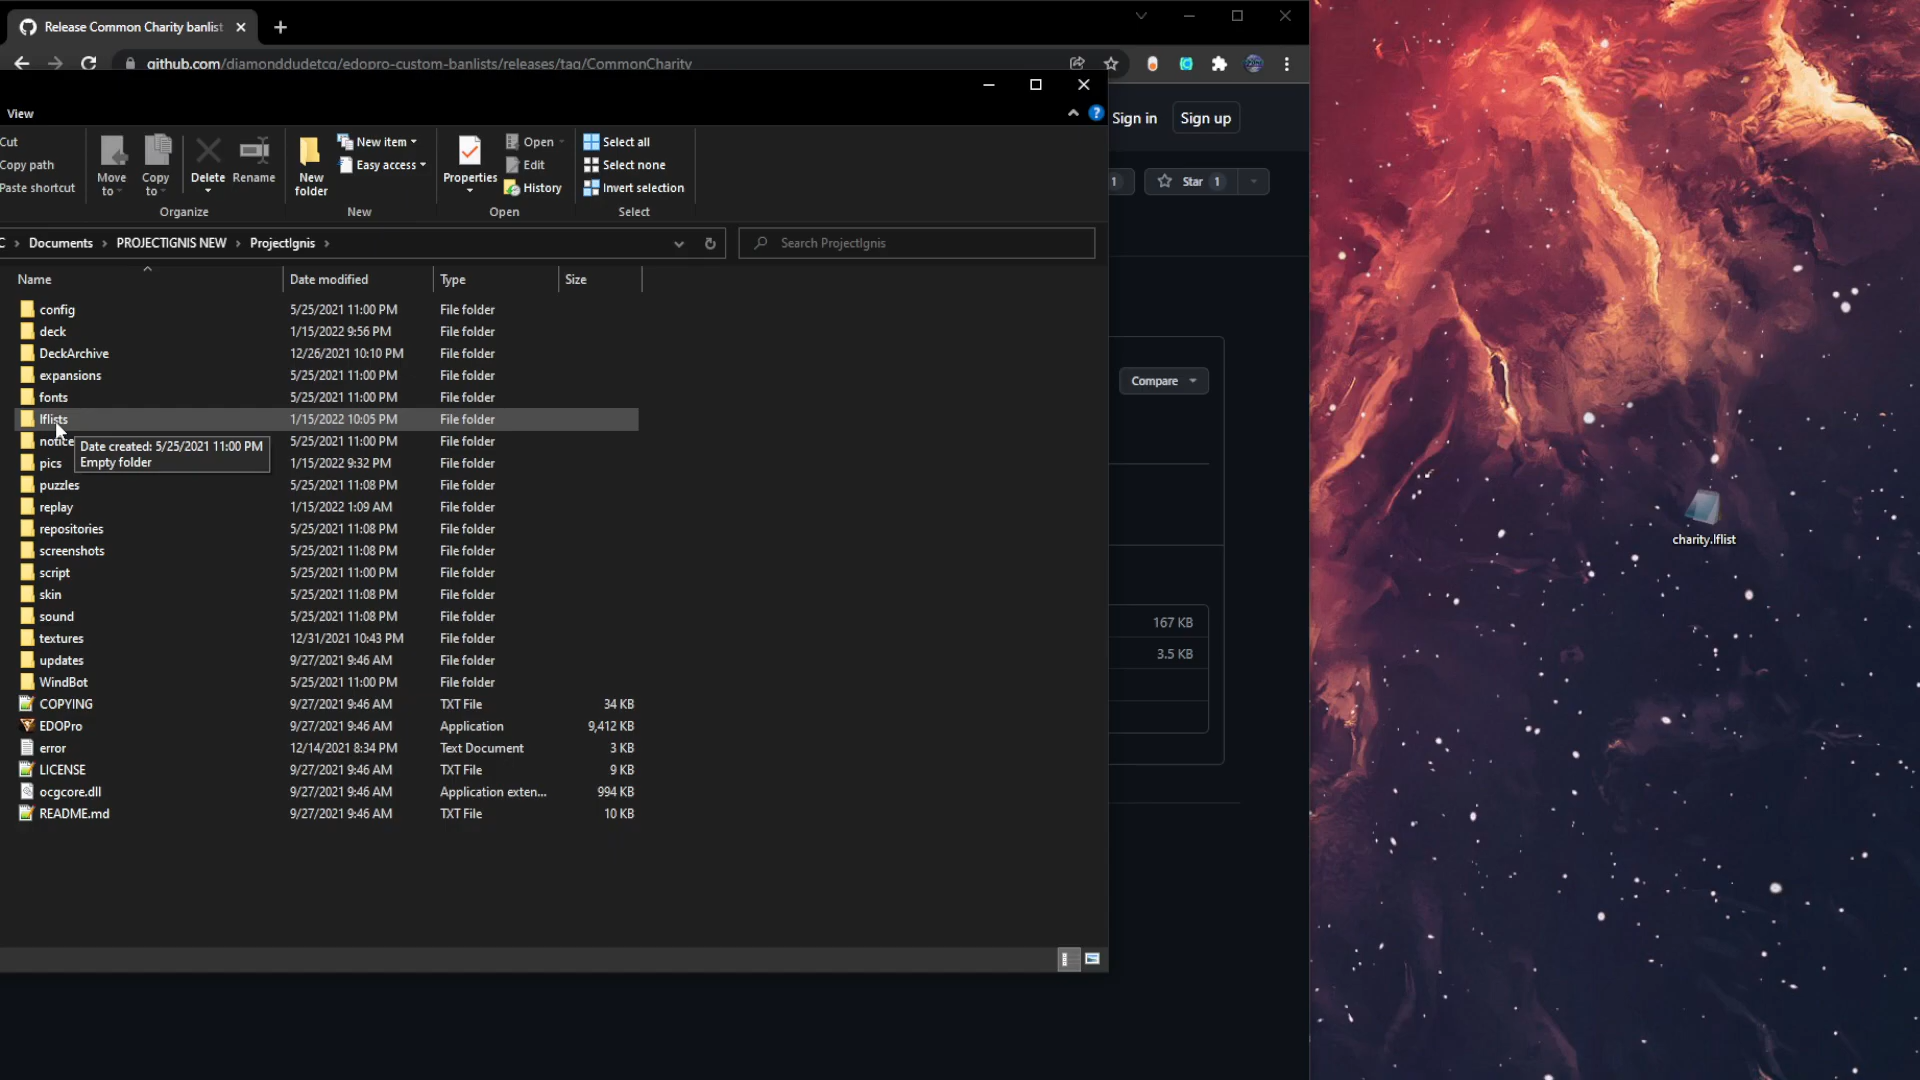 Release Common Charity banlist
github.com/diamonddudetcg/edopro-custom-banlists/releases/tag/CommonCharity
View
Sign in
Sign up
Cut
Copy path
Paste shortcut
Move to
Copy to
Delete
Rename
New folder
New item
Easy access
Properties
Open
Edit
History
Select all
Select none
Invert selection
1
Star 1
Organize
New
Open
Select
C > Documents > PROJECTIGNIS NEW > ProjectIgnis >
Search ProjectIgnis
Name Date modified Type Size
config 5/25/2021 11:00 PM File folder
deck 1/15/2022 9:56 PM File folder
DeckArchive 12/26/2021 10:10 PM File folder
expansions 5/25/2021 11:00 PM File folder
Compare
fonts 5/25/2021 11:00 PM File folder
lflists 1/15/2022 10:05 PM File folder
notice 5/25/2021 11:00 PM File folder
Date created: 5/25/2021 11:00 PM
Empty folder
pics 1/15/2022 9:32 PM File folder
puzzles 5/25/2021 11:08 PM File folder
replay 1/15/2022 1:09 AM File folder
repositories 5/25/2021 11:08 PM File folder
screenshots 5/25/2021 11:08 PM File folder
script 5/25/2021 11:00 PM File folder
skin 5/25/2021 11:08 PM File folder
sound 5/25/2021 11:08 PM File folder
textures 12/31/2021 10:43 PM File folder
updates 9/27/2021 9:46 AM File folder
WindBot 5/25/2021 11:00 PM File folder
COPYING 9/27/2021 9:46 AM TXT File 34 KB
EDOPro 9/27/2021 9:46 AM Application 9,412 KB
error 12/14/2021 8:34 PM Text Document 3 KB
LICENSE 9/27/2021 9:46 AM TXT File 9 KB
ocgcore.dll 9/27/2021 9:46 AM Application exten... 994 KB
README.md 9/27/2021 9:46 AM TXT File 10 KB
167 KB
3.5 KB
charity.lflist